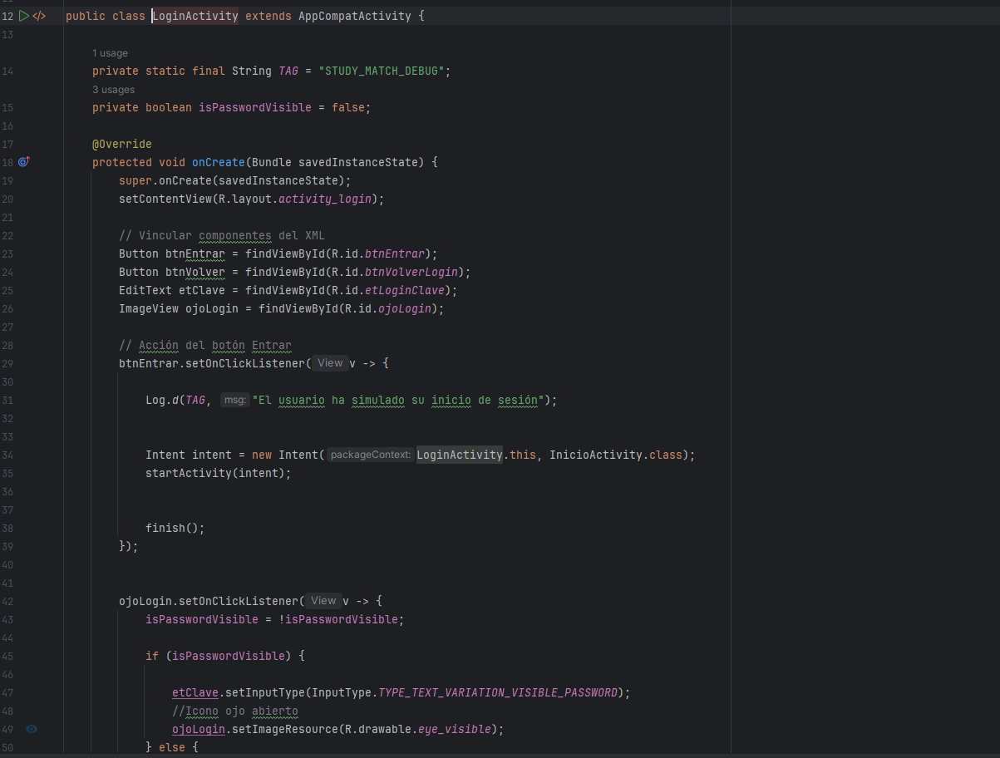 12 public class LoginActivity extends AppCompatActivity {
13
1 usage
14 private static final String TAG = "STUDY_MATCH_DEBUG";
3 usages
15 private boolean isPasswordVisible = false;
16
17 @Override
18 protected void onCreate(Bundle savedInstanceState) {
19 super.onCreate(savedInstanceState);
20 setContentView(R.layout.activity_login);
21
22 // Vincular componentes del XML
23 Button btnEntrar = findViewById(R.id.btnEntrar);
24 Button btnVolver = findViewById(R.id.btnVolverLogin);
25 EditText etClave = findViewById(R.id.etLoginClave);
26 ImageView ojoLogin = findViewById(R.id.ojoLogin);
27
28 // Acción del botón Entrar
29 btnEntrar.setOnClickListener( View v -> {
30
31 Log.d(TAG, msg: "El usuario ha simulado su inicio de sesión");
32
33
34 Intent intent = new Intent( packageContext: LoginActivity.this, InicioActivity.class);
35 startActivity(intent);
36
37
38 finish();
39 });
40
41
42 ojoLogin.setOnClickListener( View v -> {
43 isPasswordVisible = !isPasswordVisible;
44
45 if (isPasswordVisible) {
46
47 etClave.setInputType(InputType.TYPE_TEXT_VARIATION_VISIBLE_PASSWORD);
48 //Icono ojo abierto
49 ojoLogin.setImageResource(R.drawable.eye_visible);
50 } else {